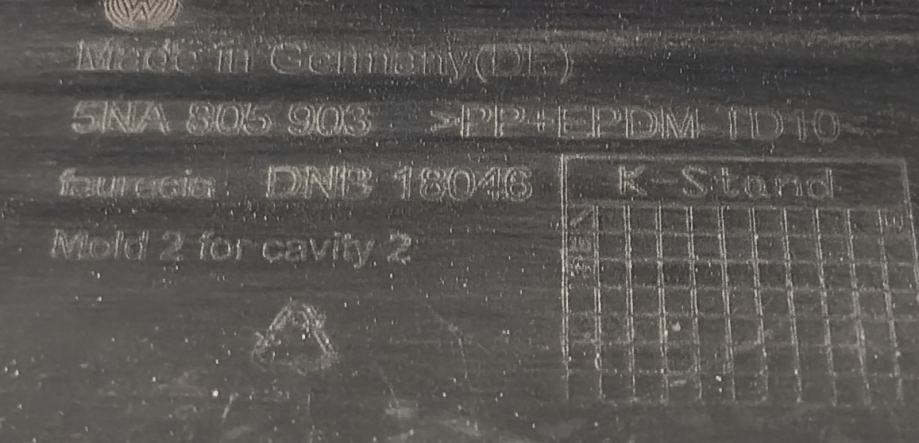 Made in Germany(DE)
5NA 805 903 >PP+EPDM TD10<
faurecia DNB 18046
K-Stand
Mold 2 for cavity 2